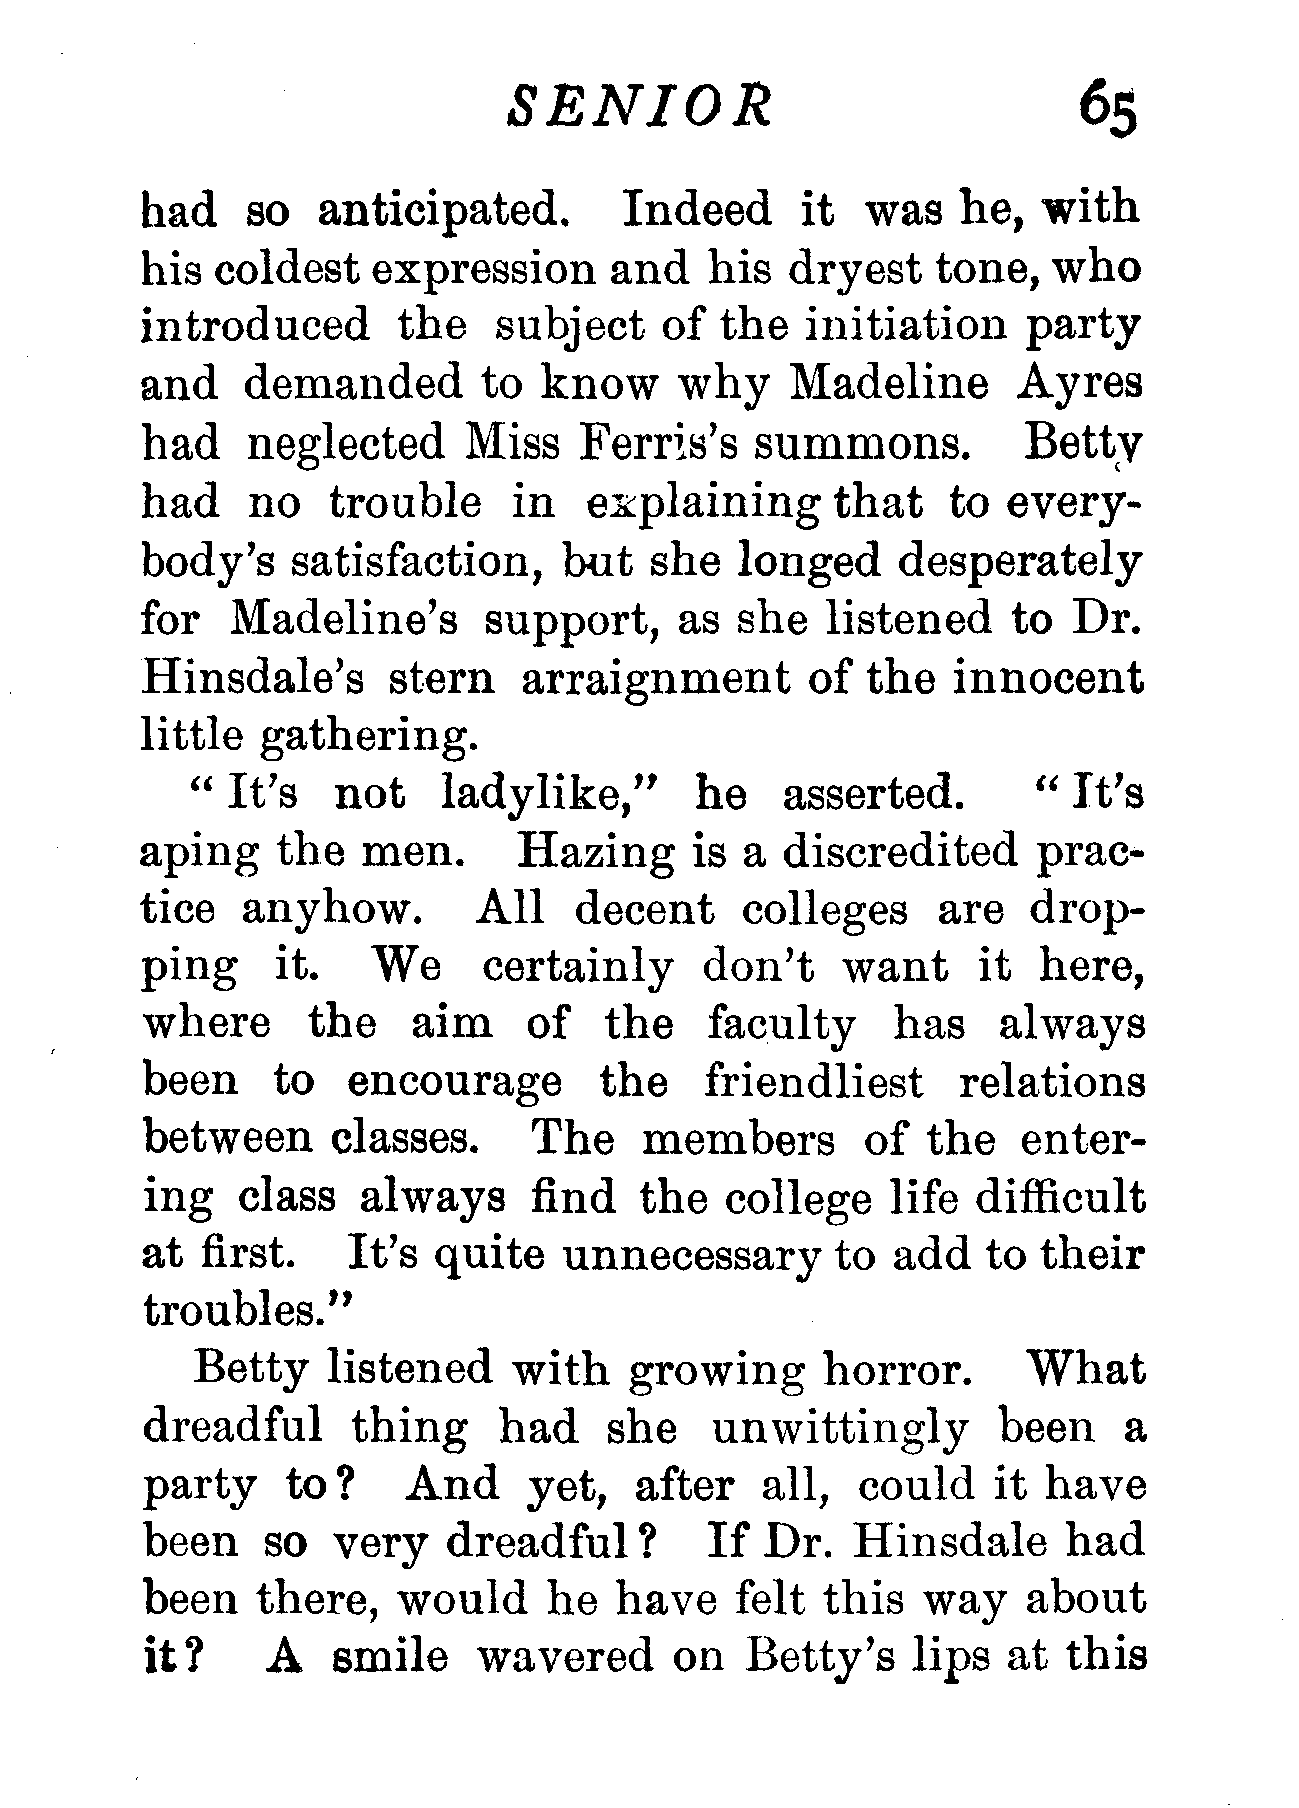 SENIOR 65
had so anticipated. Indeed it was he, with
his coldest expression and his dryest tone, who
introduced the subject of the initiation party
and demanded to know why Madeline Ayres
had neglected Miss Ferris's summons. Betty
had no trouble in explaining that to every-
body's satisfaction, but she longed desperately
for Madeline's support, as she listened to Dr.
Hinsdale's stern arraignment of the innocent
little gathering.
" It's not ladylike," he asserted. " It's
aping the men. Hazing is a discredited prac-
tice anyhow. All decent colleges are drop-
ping it. We certainly don't want it here,
where the aim of the faculty has always
been to encourage the friendliest relations
between classes. The members of the enter-
ing class always find the college life difficult
at first. It's quite unnecessary to add to their
troubles."
Betty listened with growing horror. What
dreadful thing had she unwittingly been a
party to? And yet, after all, could it have
been so very dreadful? If Dr. Hinsdale had
been there, would he have felt this way about
it? A smile wavered on Betty's lips at this